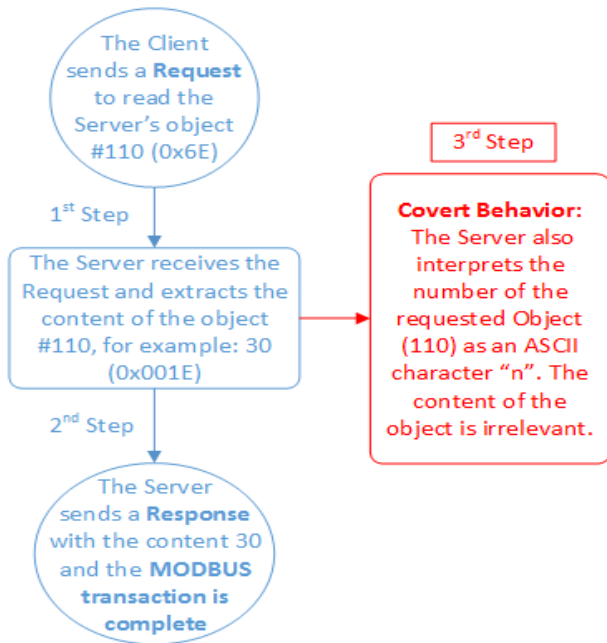 The Client
sends a Request
to read the
Server's object
#110 (0x6E)
1st Step
The Server receives the
Request and extracts the
content of the object
#110, for example: 30
(0x001E)
2nd Step
The Server
sends a Response
with the content 30
and the MODBUS
transaction is
complete
3rd Step
Covert Behavior:
The Server also
interprets the
number of the
requested Object
(110) as an ASCII
character “n”. The
content of the
object is irrelevant.